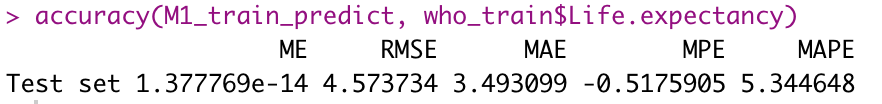 > accuracy(M1_train_predict, who_train$Life.expectancy)
ME RMSE MAE MPE MAPE
Test set 1.377769e-14 4.573734 3.493099 -0.5175905 5.344648